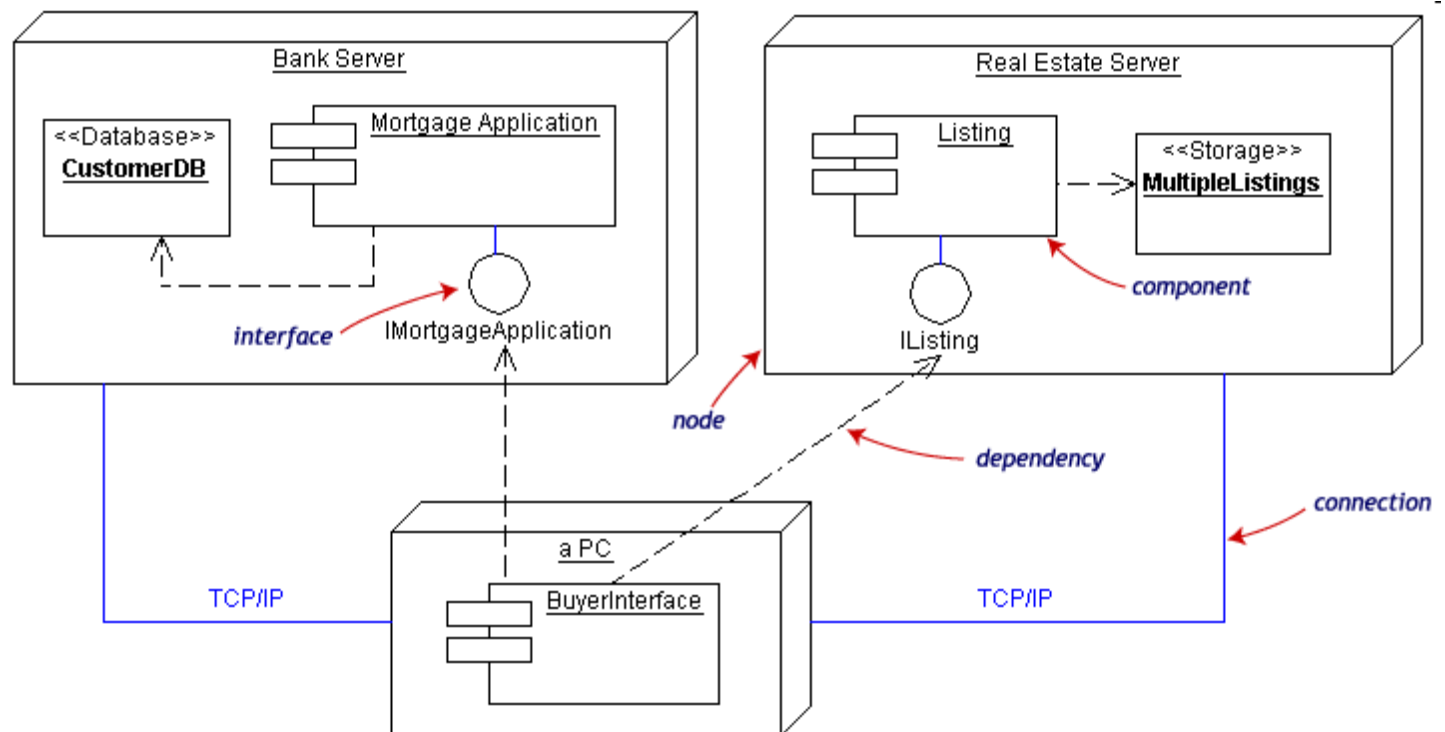 Bank Server
<<Database>>
CustomerDB
Mortgage Application
interface
IMortgageApplication
Real Estate Server
Listing
<<Storage>>
MultipleListings
component
IListing
node
dependency
connection
a PC
BuyerInterface
TCP/IP
TCP/IP